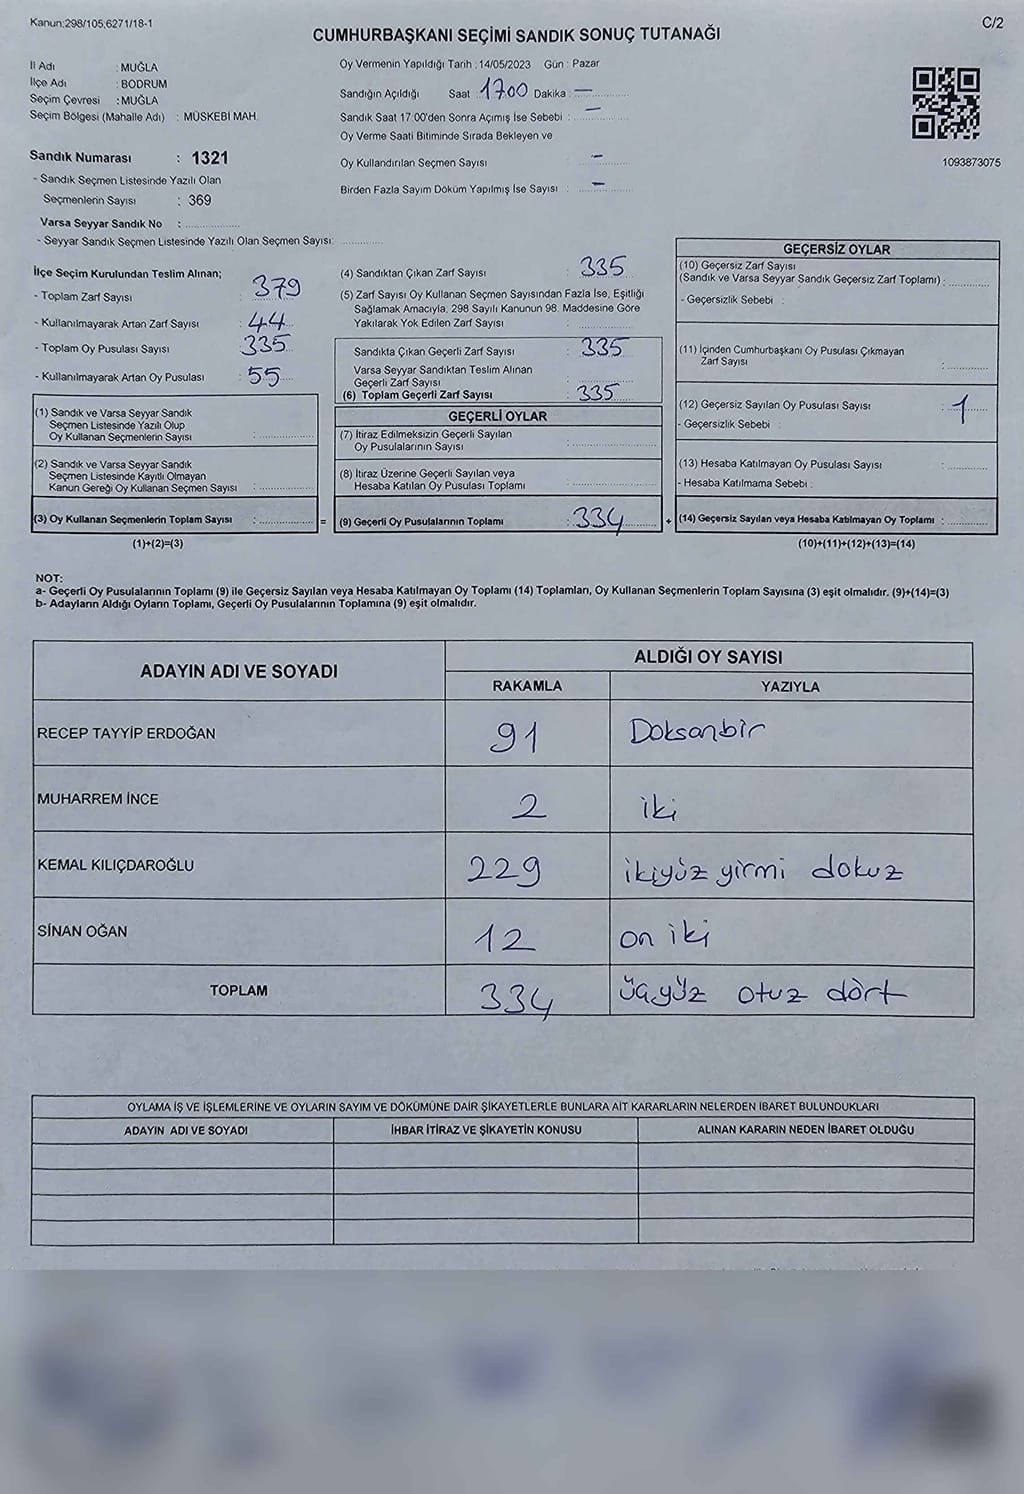 Kanun:298/105;6271/18-1
C/2
CUMHURBAŞKANI SEÇİMİ SANDIK SONUÇ TUTANAĞI
İl Adı : MUĞLA
İlçe Adı : BODRUM
Seçim Çevresi : MUĞLA
Seçim Bölgesi (Mahalle Adı) : MÜSKEBİ MAH.
Sandık Numarası : 1321
- Sandık Seçmen Listesinde Yazılı Olan
Seçmenlerin Sayısı : 369
Varsa Seyyar Sandık No :
- Seyyar Sandık Seçmen Listesinde Yazılı Olan Seçmen Sayısı:
Oy Vermenin Yapıldığı Tarih : 14/05/2023 Gün : Pazar
Sandığın Açıldığı Saat 17.00 Dakika : —
Sandık Saat 17:00'den Sonra Açımış İse Sebebi : —
Oy Verme Saati Bitiminde Sırada Bekleyen ve
Oy Kullandırılan Seçmen Sayısı : —
Birden Fazla Sayım Döküm Yapılmış İse Sayısı : —
1093873075
İlçe Seçim Kurulundan Teslim Alınan;
- Toplam Zarf Sayısı : 379
- Kullanılmayarak Artan Zarf Sayısı : 44
- Toplam Oy Pusulası Sayısı : 335
- Kullanılmayarak Artan Oy Pusulası : 55
(1) Sandık ve Varsa Seyyar Sandık
Seçmen Listesinde Yazılı Olup
Oy Kullanan Seçmenlerin Sayısı :
(2) Sandık ve Varsa Seyyar Sandık
Seçmen Listesinde Kayıtlı Olmayan
Kanun Gereği Oy Kullanan Seçmen Sayısı :
(3) Oy Kullanan Seçmenlerin Toplam Sayısı : =
(1)+(2)=(3)
(4) Sandıktan Çıkan Zarf Sayısı : 335
(5) Zarf Sayısı Oy Kullanan Seçmen Sayısından Fazla İse, Eşitliği
Sağlamak Amacıyla, 298 Sayılı Kanunun 98. Maddesine Göre
Yakılarak Yok Edilen Zarf Sayısı :
Sandıkta Çıkan Geçerli Zarf Sayısı : 335
Varsa Seyyar Sandıktan Teslim Alınan
Geçerli Zarf Sayısı :
(6) Toplam Geçerli Zarf Sayısı : 335
GEÇERLİ OYLAR
(7) İtiraz Edilmeksizin Geçerli Sayılan
Oy Pusulalarının Sayısı :
(8) İtiraz Üzerine Geçerli Sayılan veya
Hesaba Katılan Oy Pusulası Toplamı :
(9) Geçerli Oy Pusulalarının Toplamı : 334 +
GEÇERSİZ OYLAR
(10) Geçersiz Zarf Sayısı
(Sandık ve Varsa Seyyar Sandık Geçersiz Zarf Toplamı) :
- Geçersizlik Sebebi :
(11) İçinden Cumhurbaşkanı Oy Pusulası Çıkmayan
Zarf Sayısı :
(12) Geçersiz Sayılan Oy Pusulası Sayısı : 1
- Geçersizlik Sebebi :
(13) Hesaba Katılmayan Oy Pusulası Sayısı :
- Hesaba Katılmama Sebebi :
(14) Geçersiz Sayılan veya Hesaba Katılmayan Oy Toplamı :
(10)+(11)+(12)+(13)=(14)
NOT:
a- Geçerli Oy Pusulalarının Toplamı (9) ile Geçersiz Sayılan veya Hesaba Katılmayan Oy Toplamı (14) Toplamları, Oy Kullanan Seçmenlerin Toplam Sayısına (3) eşit olmalıdır. (9)+(14)=(3)
b- Adayların Aldığı Oyların Toplamı, Geçerli Oy Pusulalarının Toplamına (9) eşit olmalıdır.
ADAYIN ADI VE SOYADI ALDIĞI OY SAYISI
RAKAMLA YAZIYLA
RECEP TAYYİP ERDOĞAN 91 Doksanbir
MUHARREM İNCE 2 iki
KEMAL KILIÇDAROĞLU 229 ikiyüz yirmi dokuz
SİNAN OĞAN 12 on iki
TOPLAM 334 üçyüz otuz dört
OYLAMA İŞ VE İŞLEMLERİNE VE OYLARIN SAYIM VE DÖKÜMÜNE DAİR ŞİKAYETLERLE BUNLARA AİT KARARLARIN NELERDEN İBARET BULUNDUKLARI
ADAYIN ADI VE SOYADI İHBAR İTİRAZ VE ŞİKAYETİN KONUSU ALINAN KARARIN NEDEN İBARET OLDUĞU